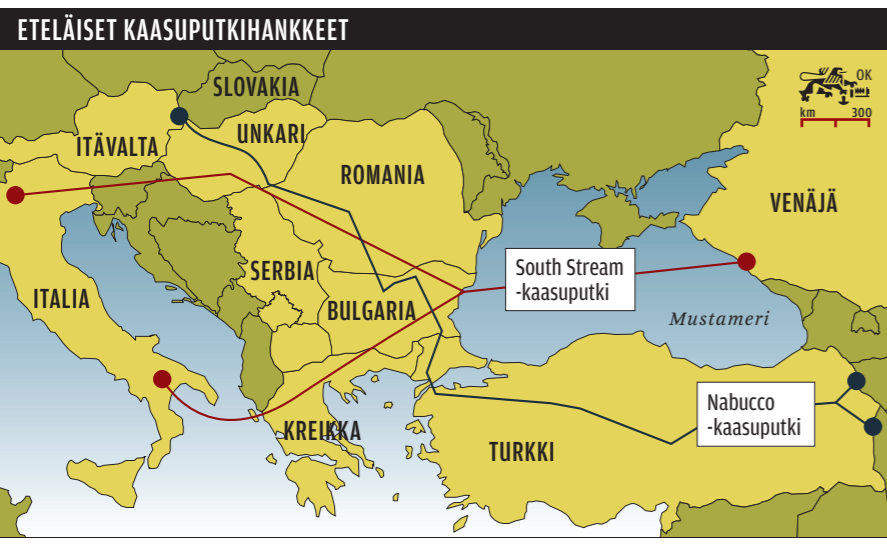 ETELÄISET KAASUPUTKIHANKKEET
OK
km 300
SLOVAKIA
UNKARI
ITÄVALTA
ROMANIA
VENÄJÄ
South Stream
-kaasuputki
SERBIA
ITALIA
BULGARIA
Mustameri
Nabucco
-kaasuputki
KREIKKA
TURKKI